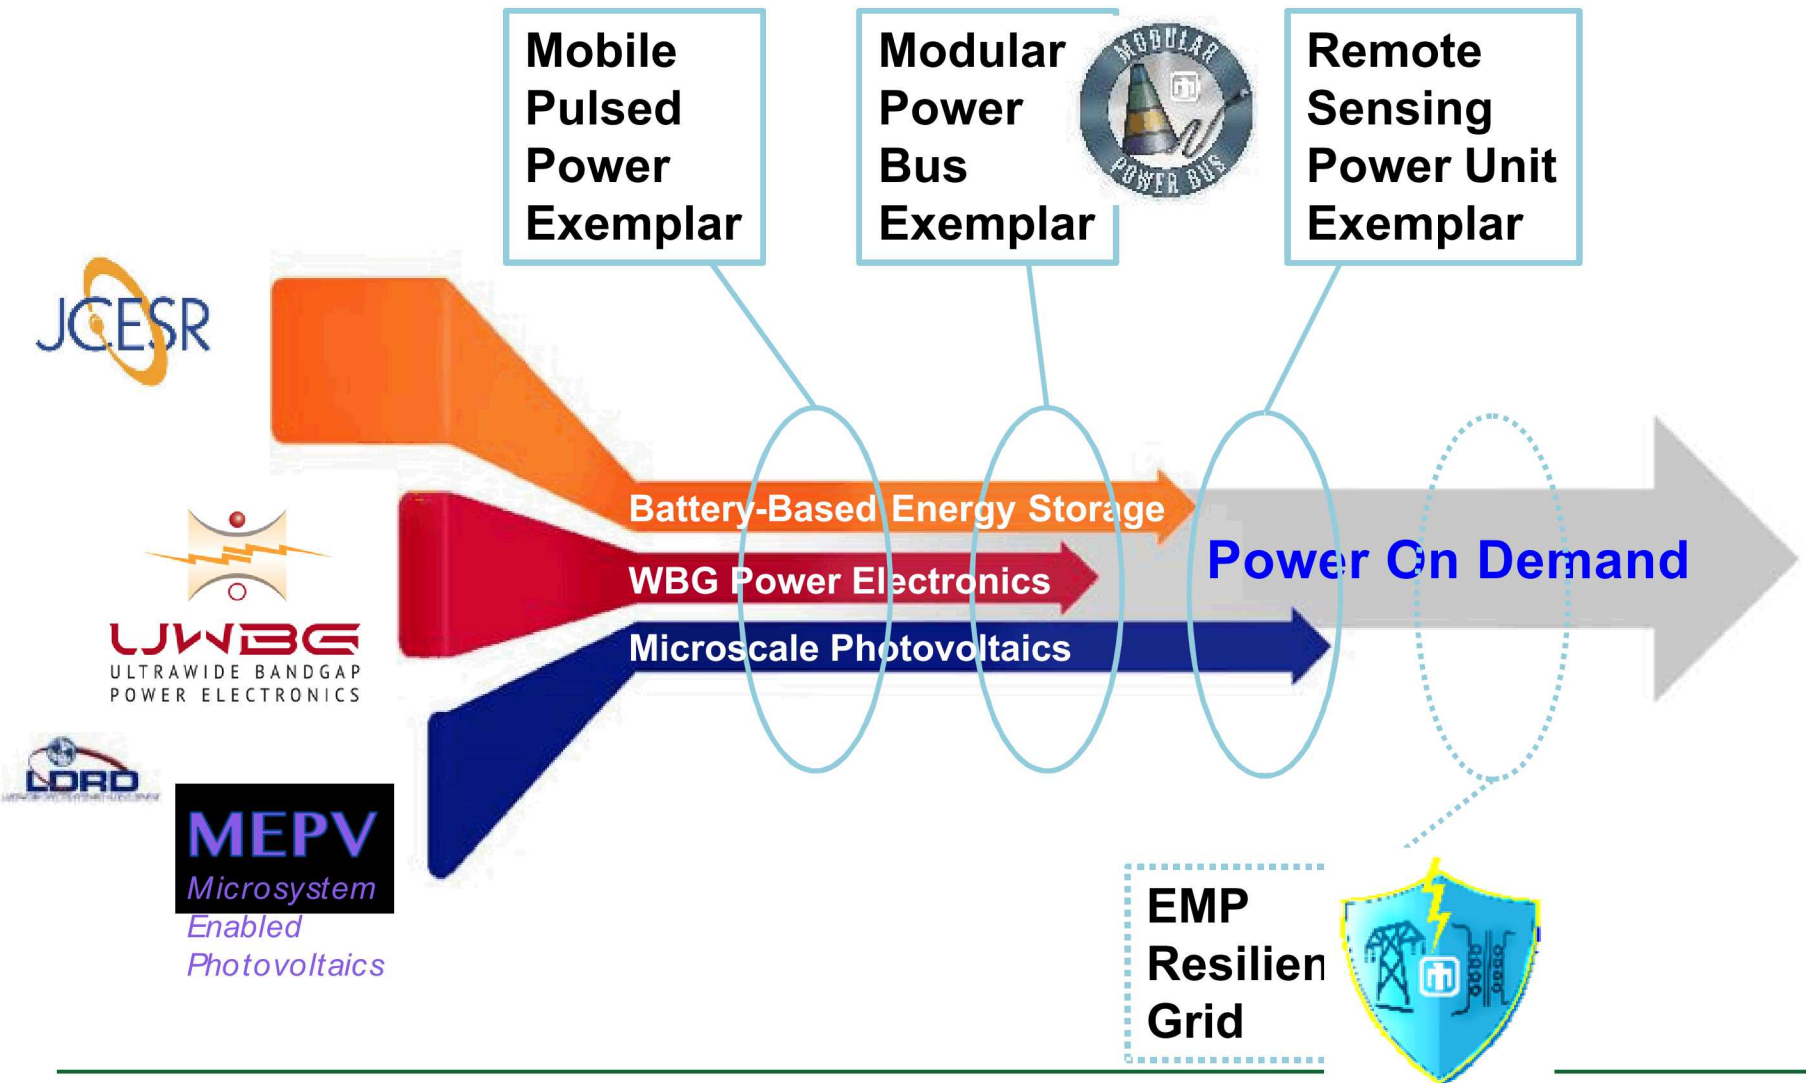 Mobile
Pulsed
Power
Exemplar
Modular
Power
Bus
Exemplar
MODULAR
POWER BUS
Remote
Sensing
Power Unit
Exemplar
JCESR
Battery-Based Energy Storage
WBG Power Electronics
Microscale Photovoltaics
Power On Demand
UWBG
ULTRAWIDE BANDGAP
POWER ELECTRONICS
LDRD
MEPV
Microsystem
Enabled
Photovoltaics
EMP
Resilien
Grid